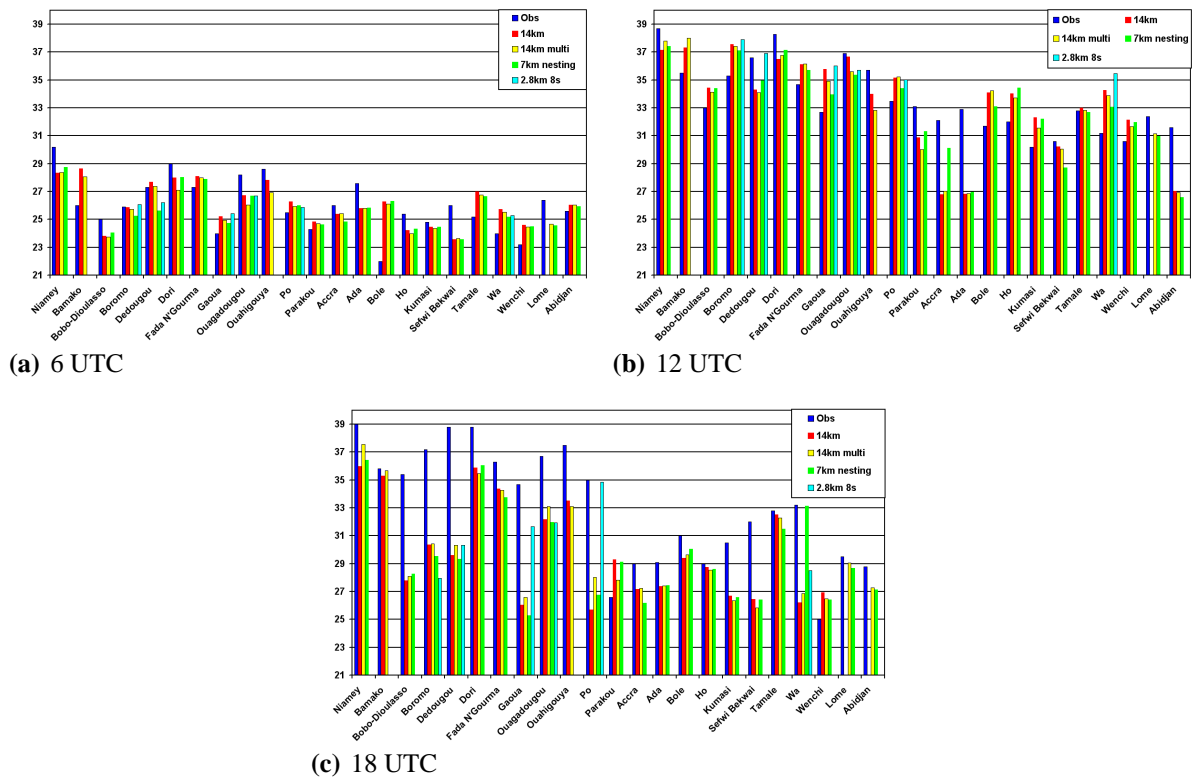 39
37
35
33
31
29
27
25
23
21
Obs
14km
14km multi
7km nesting
2.8km 8s
Niamey
Bamako
Bobo-Dioulasso
Boromo
Dedougou
Dori
Fada N'Gourma
Gaoua
Ouagadougou
Ouahigouya
Po
Parakou
Accra
Ada
Bole
Ho
Kumasi
Sefwi Bekwai
Tamale
Wa
Wenchi
Lome
Abidjan
(a) 6 UTC
39
37
35
33
31
29
27
25
23
21
Obs
14km
14km multi
7km nesting
2.8km 8s
Niamey
Bamako
Bobo-Dioulasso
Boromo
Dedougou
Dori
Fada N'Gourma
Gaoua
Ouagadougou
Ouahigouya
Po
Parakou
Accra
Ada
Bole
Ho
Kumasi
Sefwi Bekwai
Tamale
Wa
Wenchi
Lome
Abidjan
(b) 12 UTC
39
37
35
33
31
29
27
25
23
21
Obs
14km
14km multi
7km nesting
2.8km 8s
Niamey
Bamako
Bobo-Dioulasso
Boromo
Dedougou
Dori
Fada N'Gourma
Gaoua
Ouagadougou
Ouahigouya
Po
Parakou
Accra
Ada
Bole
Ho
Kumasi
Sefwi Bekwai
Tamale
Wa
Wenchi
Lome
Abidjan
(c) 18 UTC